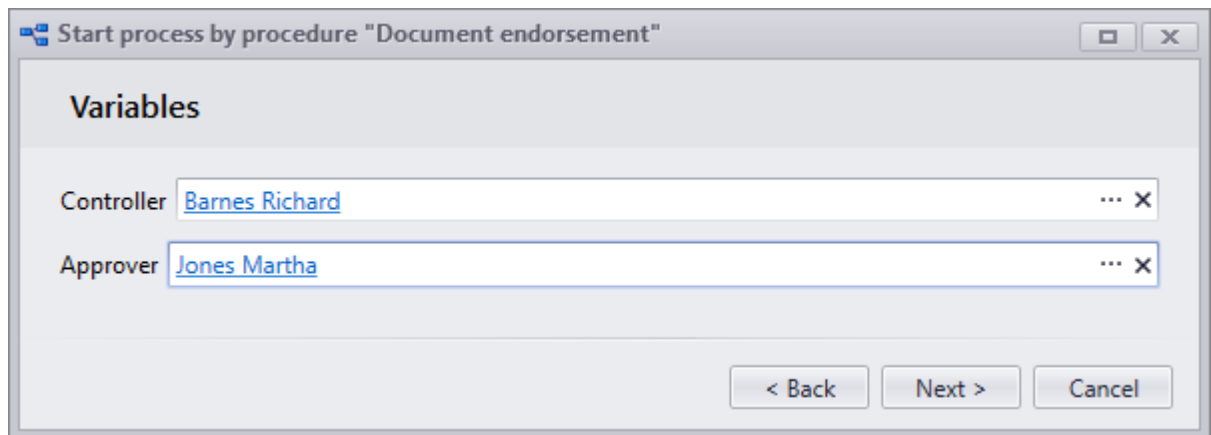 Start process by procedure "Document endorsement"
Variables
Controller Barnes Richard
Approver Jones Martha
< Back Next > Cancel